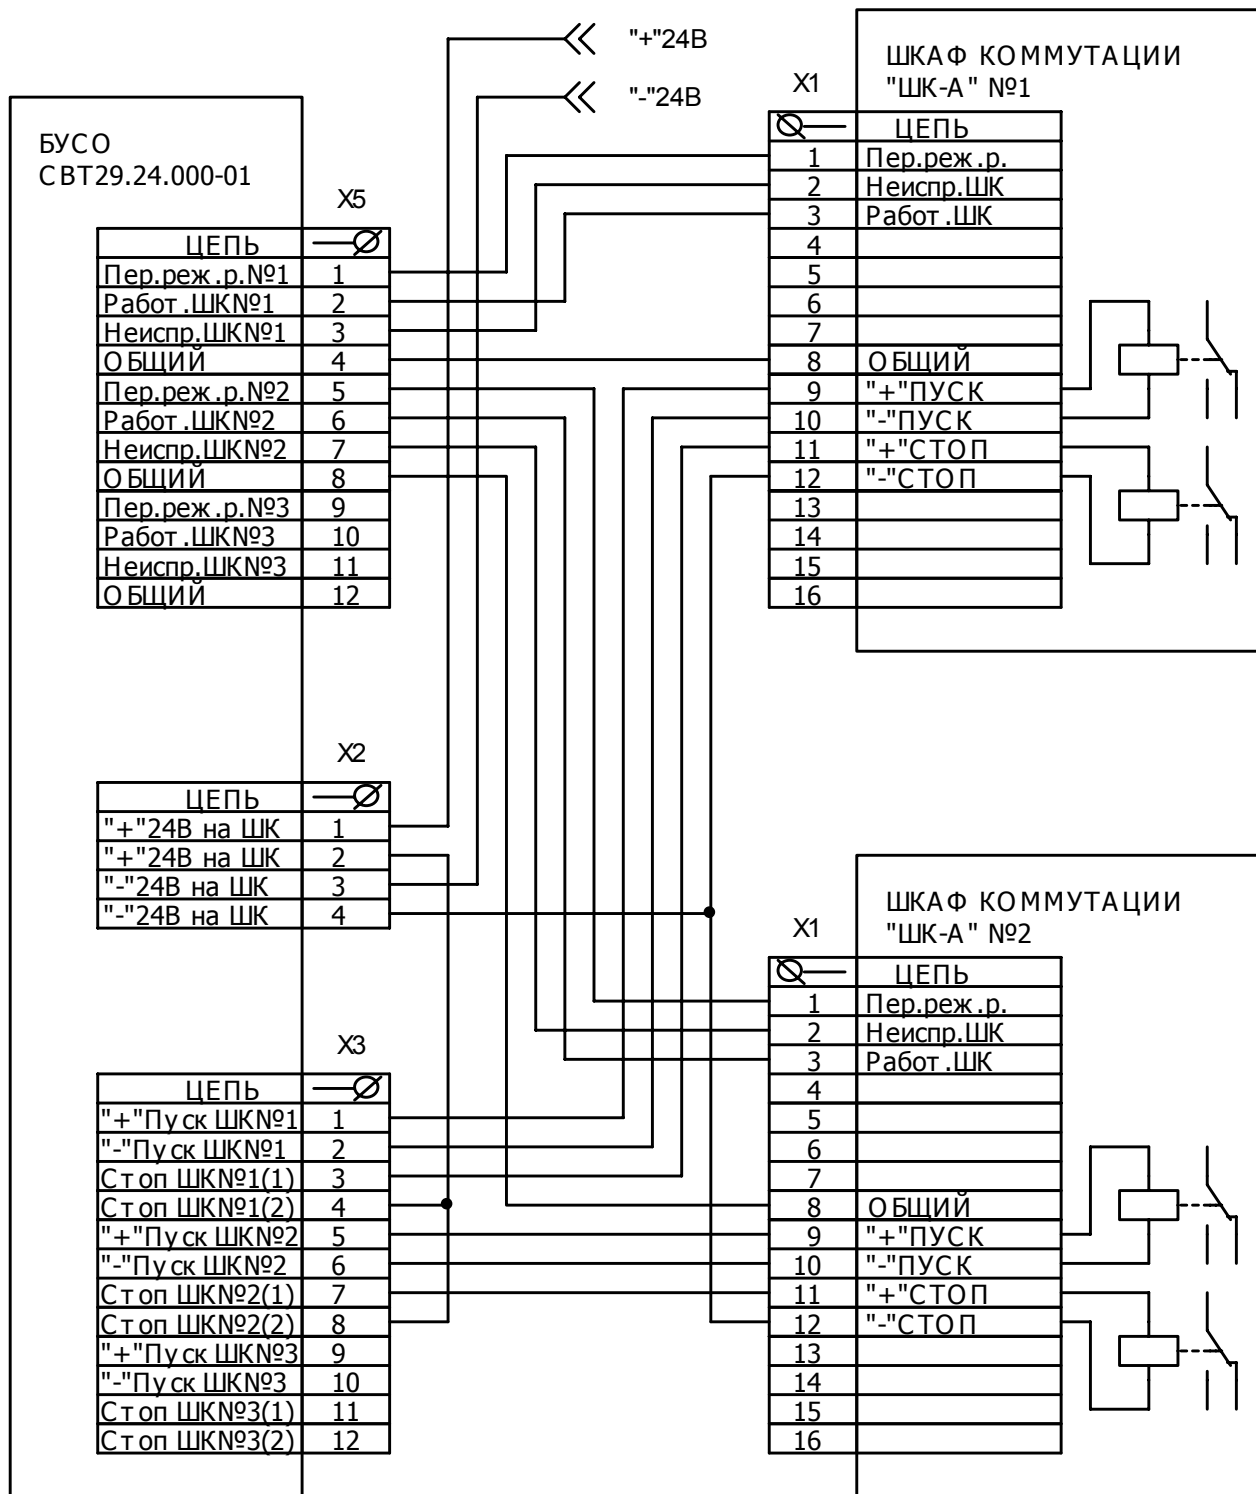 "+"24В
"-"24В
БУСО
СВТ29.24.000-01
X5
ЦЕПЬ
Пер.реж.р.№1 1
Работ.ШК№1 2
Неиспр.ШК№1 3
ОБЩИЙ 4
Пер.реж.р.№2 5
Работ.ШК№2 6
Неиспр.ШК№2 7
ОБЩИЙ 8
Пер.реж.р.№3 9
Работ.ШК№3 10
Неиспр.ШК№3 11
ОБЩИЙ 12
X2
ЦЕПЬ
"+"24В на ШК 1
"+"24В на ШК 2
"-"24В на ШК 3
"-"24В на ШК 4
X3
ЦЕПЬ
"+"Пуск ШК№1 1
"-"Пуск ШК№1 2
Стоп ШК№1(1) 3
Стоп ШК№1(2) 4
"+"Пуск ШК№2 5
"-"Пуск ШК№2 6
Стоп ШК№2(1) 7
Стоп ШК№2(2) 8
"+"Пуск ШК№3 9
"-"Пуск ШК№3 10
Стоп ШК№3(1) 11
Стоп ШК№3(2) 12
ШКАФ КОММУТАЦИИ
"ШК-А" №1
X1
ЦЕПЬ
1 Пер.реж.р.
2 Неиспр.ШК
3 Работ.ШК
4
5
6
7
8 ОБЩИЙ
9 "+"ПУСК
10 "-"ПУСК
11 "+"СТОП
12 "-"СТОП
13
14
15
16
ШКАФ КОММУТАЦИИ
"ШК-А" №2
X1
ЦЕПЬ
1 Пер.реж.р.
2 Неиспр.ШК
3 Работ.ШК
4
5
6
7
8 ОБЩИЙ
9 "+"ПУСК
10 "-"ПУСК
11 "+"СТОП
12 "-"СТОП
13
14
15
16